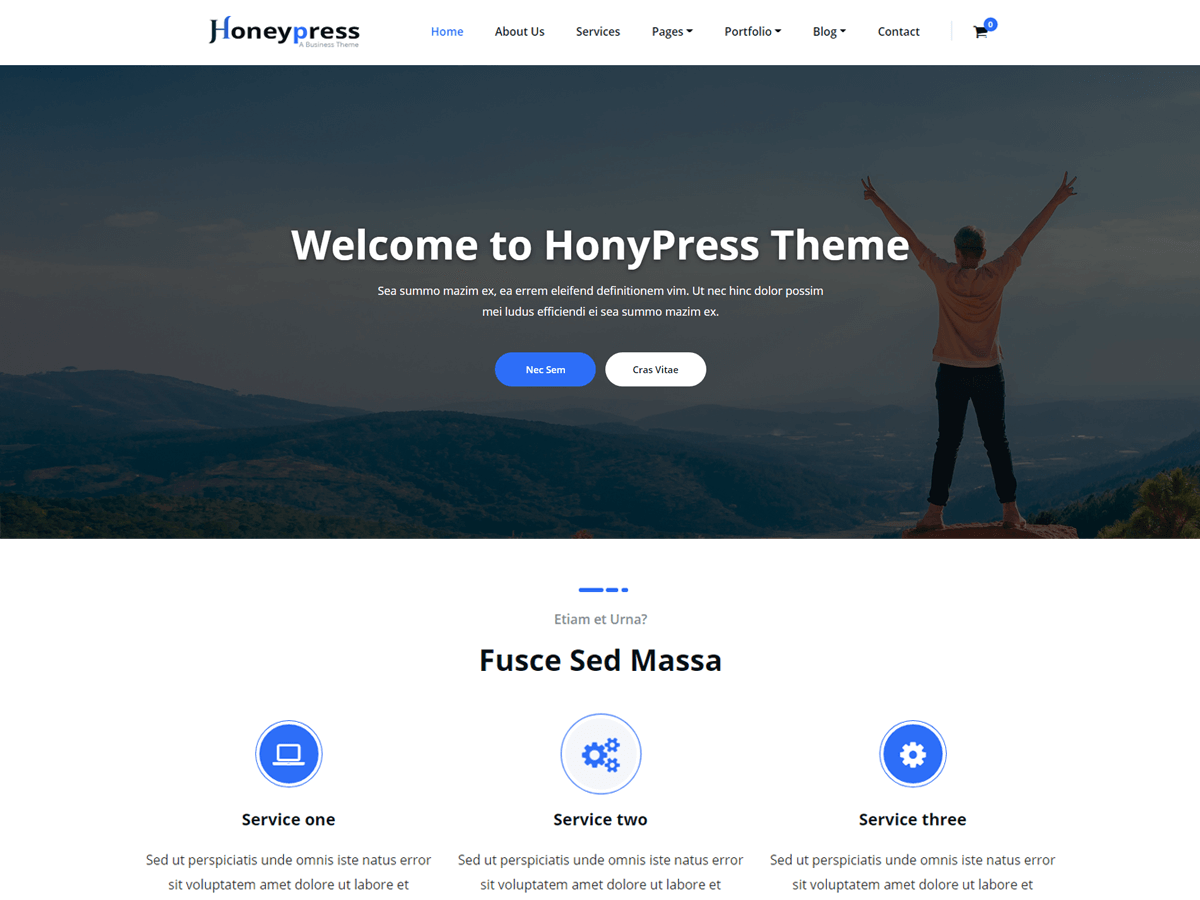 Honeypress
A Business Theme
Home About Us Services Pages Portfolio Blog Contact 0
Welcome to HonyPress Theme
Sea summo mazim ex, ea errem eleifend definitionem vim. Ut nec hinc dolor possim
mei ludus efficiendi ei sea summo mazim ex.
Nec Sem Cras Vitae
Etiam et Urna?
Fusce Sed Massa
Service one
Sed ut perspiciatis unde omnis iste natus error
sit voluptatem amet dolore ut labore et
Service two
Sed ut perspiciatis unde omnis iste natus error
sit voluptatem amet dolore ut labore et
Service three
Sed ut perspiciatis unde omnis iste natus error
sit voluptatem amet dolore ut labore et